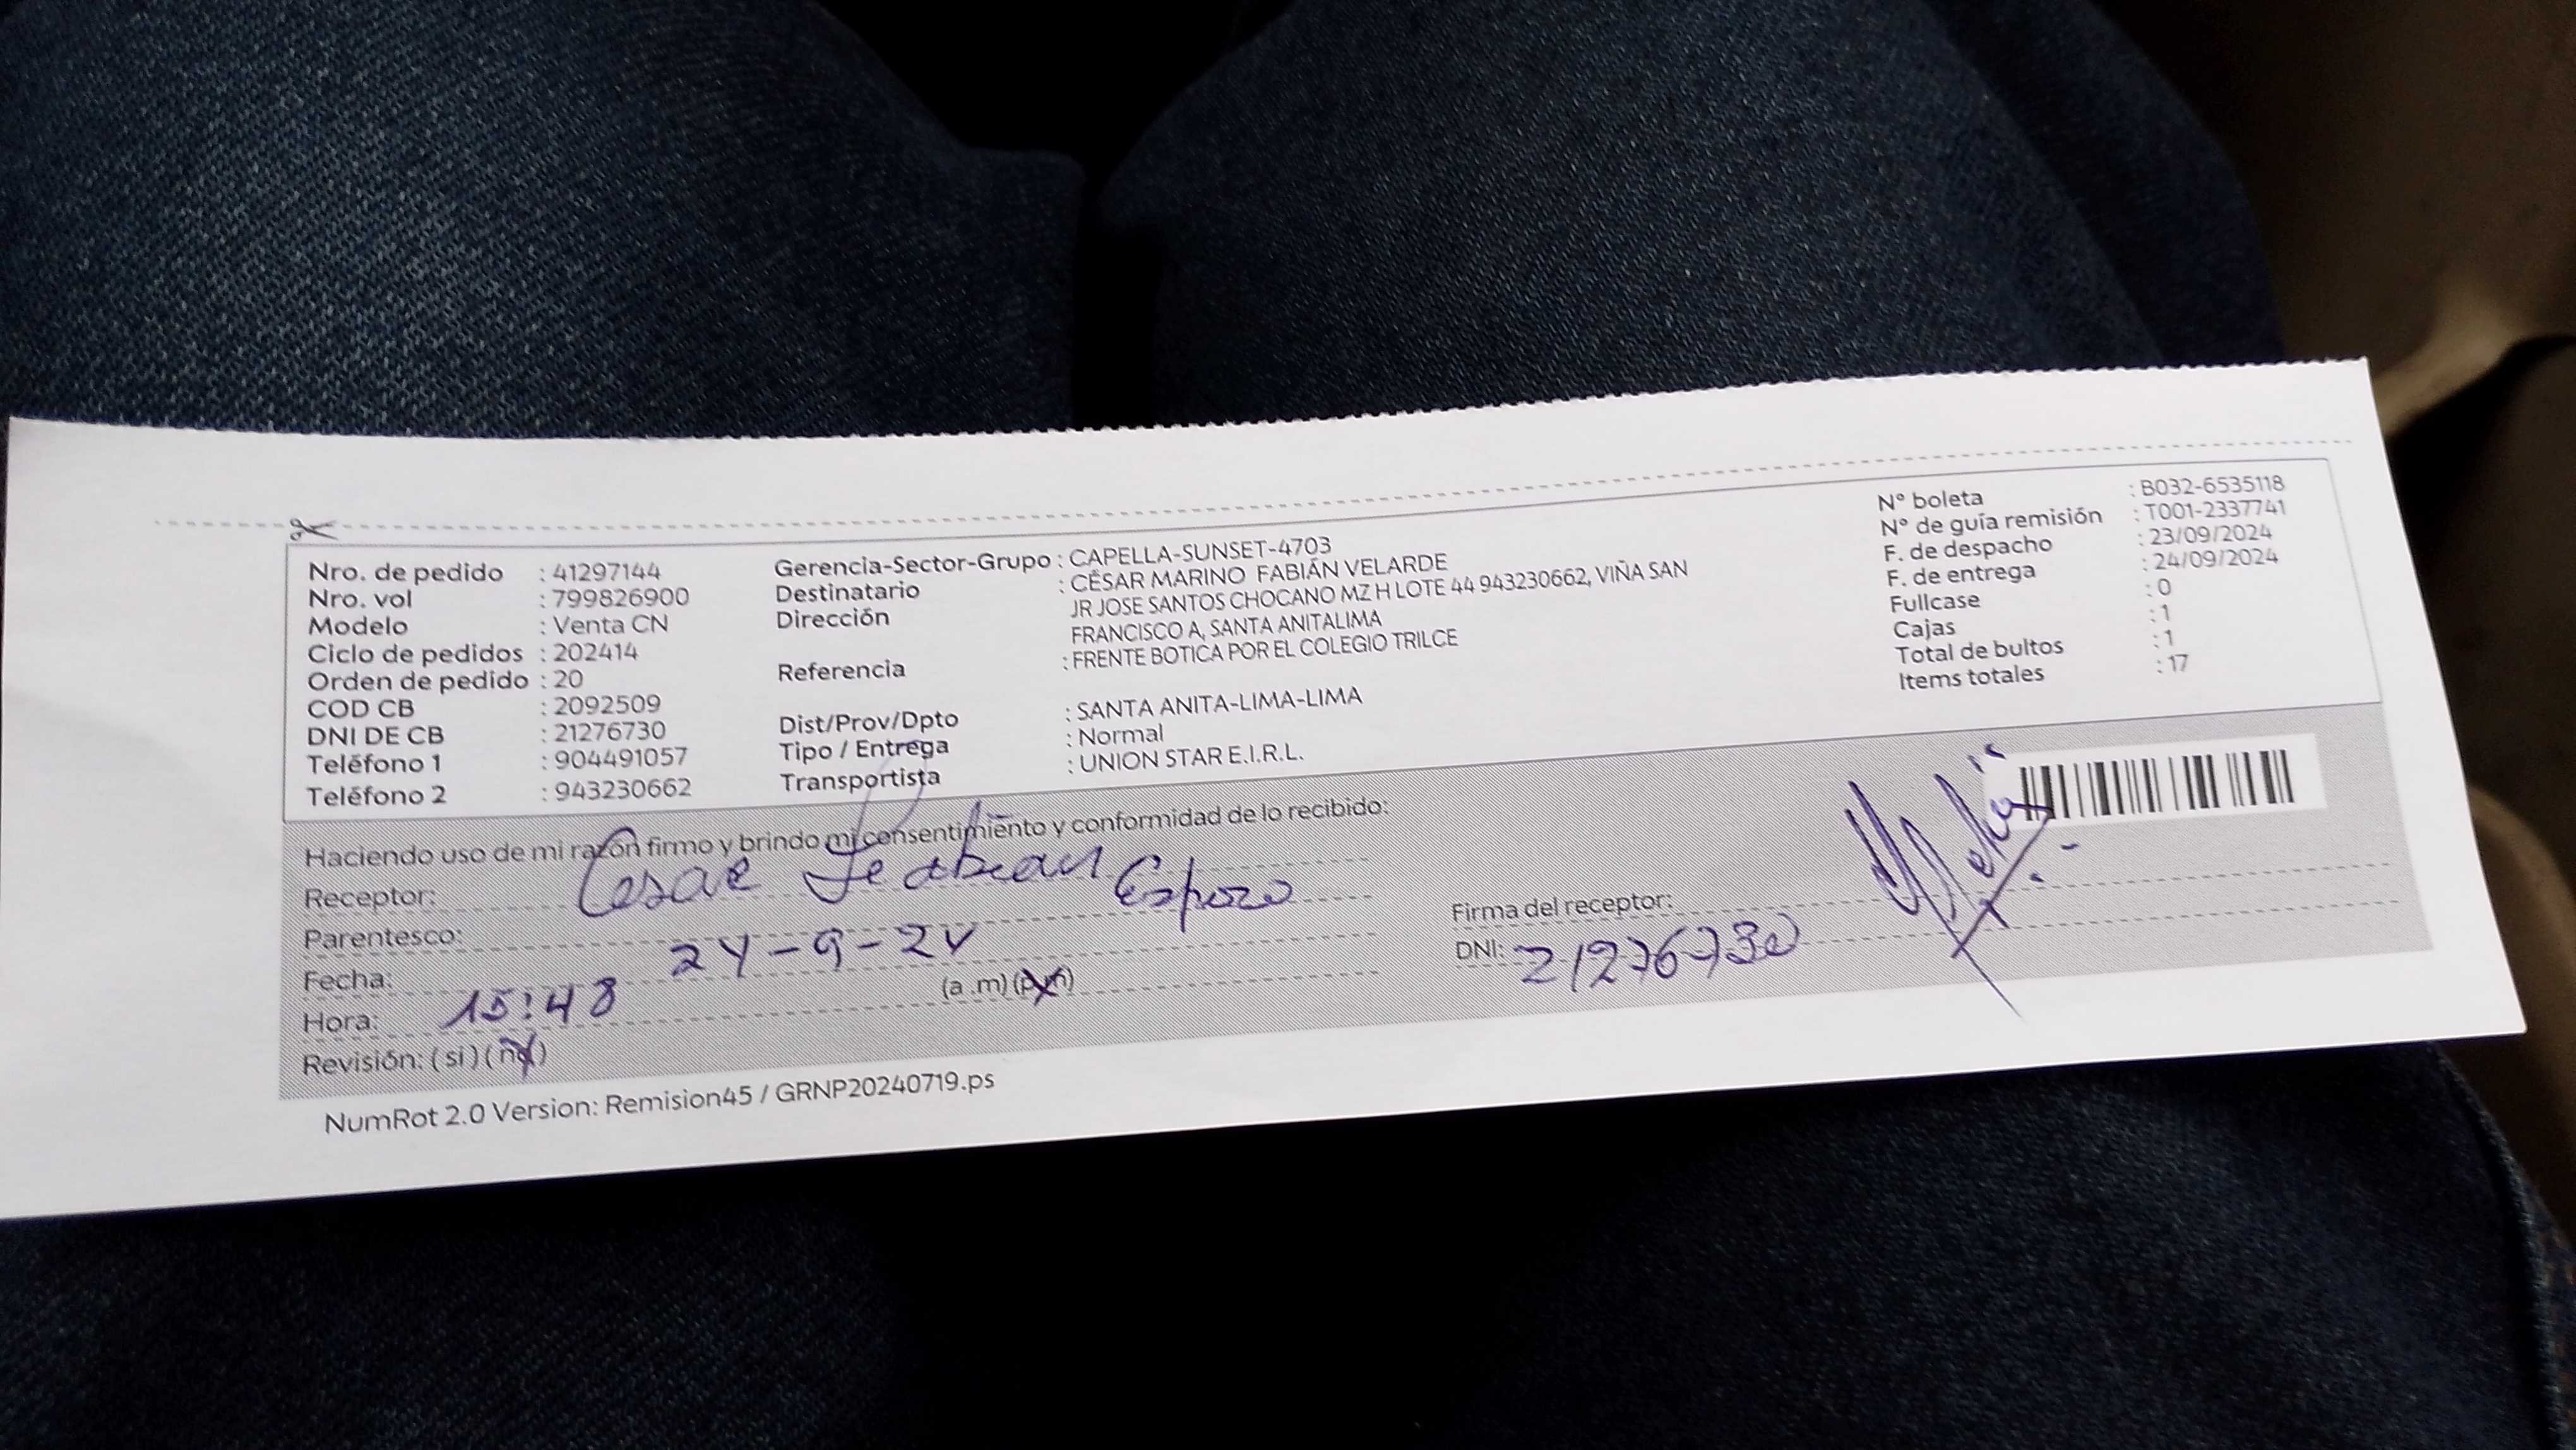 Nro. de pedido : 41297144
Nro. vol : 799826900
Modelo : Venta CN
Ciclo de pedidos : 202414
Orden de pedido : 20
COD CB : 2092509
DNI DE CB : 21276730
Teléfono 1 : 904491057
Teléfono 2 : 943230662
Gerencia-Sector-Grupo : CAPELLA-SUNSET-4703
Destinatario : CÉSAR MARINO FABIÁN VELARDE
Dirección JR JOSE SANTOS CHOCANO MZ H LOTE 44 943230662, VIÑA SAN
FRANCISCO A, SANTA ANITALIMA
Referencia : FRENTE BOTICA POR EL COLEGIO TRILCE
Dist/Prov/Dpto : SANTA ANITA-LIMA-LIMA
Tipo / Entrega : Normal
Transportista : UNION STAR E.I.R.L.
N° boleta : B032-6535118
N° de guía remisión : T001-2337741
F. de despacho : 23/09/2024
F. de entrega : 24/09/2024
Fullcase : 0
Cajas : 1
Total de bultos : 1
Items totales : 17
Haciendo uso de mi razón firmo y brindo mi consentimiento y conformidad de lo recibido:
Receptor: Cesar Fabian
Parentesco: Esposo
Fecha: 24-9-24
Hora: 15:48 (a .m) (p.m)
Revisión: ( si ) ( no )
Firma del receptor:
DNI: 21276730
NumRot 2.0 Version: Remision45 / GRNP20240719.ps